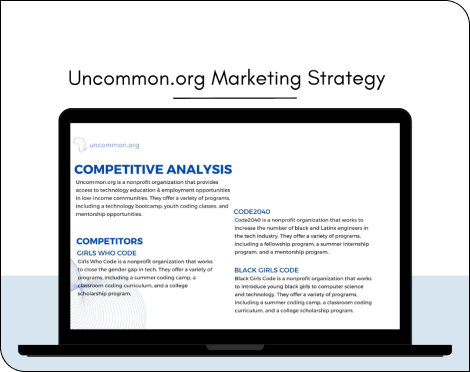 Uncommon.org Marketing Strategy
uncommon.org
COMPETITIVE ANALYSIS
Uncommon.org is a nonprofit organization that provides
access to technology education & employment opportunities
in low-income communities. They offer a variety of programs,
including a technology bootcamp, youth coding classes, and
mentorship opportunities.
COMPETITORS
GIRLS WHO CODE
Girls Who Code is a nonprofit organization that works
to close the gender gap in tech. They offer a variety of
programs, including a summer coding camp, a
classroom coding curriculum, and a college
scholarship program.
CODE2040
Code2040 is a nonprofit organization that works to
increase the number of black and Latinx engineers in
the tech industry. They offer a variety of programs,
including a fellowship program, a summer internship
program, and a mentorship program.
BLACK GIRLS CODE
Black Girls Code is a nonprofit organization that works
to introduce young black girls to computer science
and technology. They offer a variety of programs,
including a summer coding camp, a classroom coding
curriculum, and a college scholarship program.